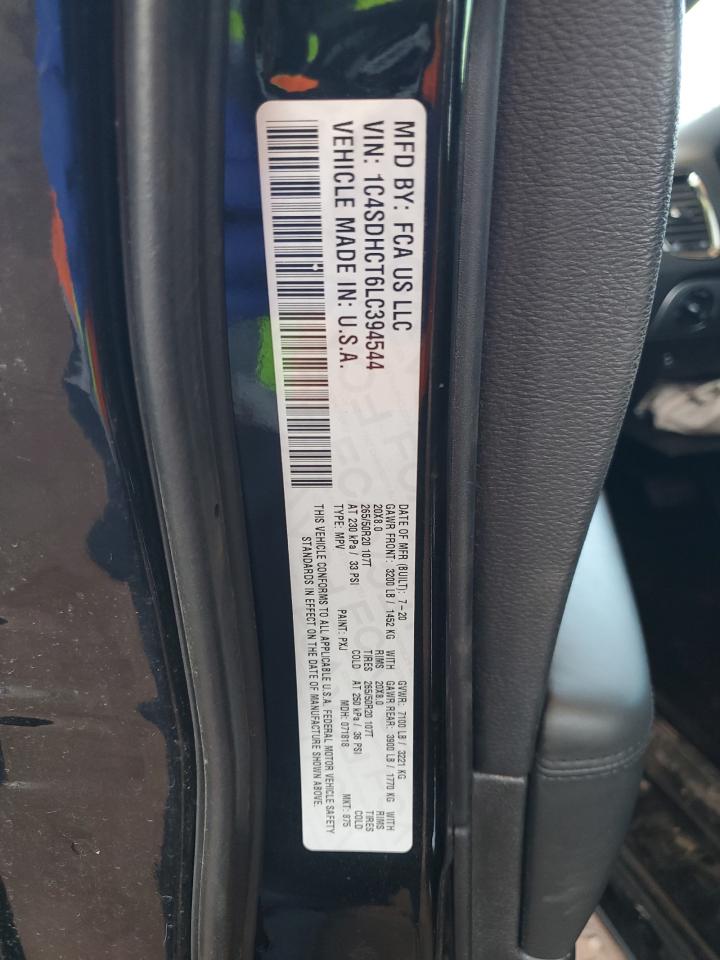 MFD BY: FCA US LLC
VIN: 1C4SDHCT6LC394544
VEHICLE MADE IN: U.S.A.
DATE OF MFR (BUILT): 7-20 GVWR: 7100 LB / 3221 KG
GAWR FRONT: 3200 LB / 1452 KG WITH GAWR REAR: 3900 LB / 1770 KG WITH
20X8.0 RIMS 20X8.0 RIMS
265/50R20 107T TIRES 265/50R20 107T TIRES
AT 230 kPa / 33 PSI COLD AT 250 kPa / 36 PSI COLD
TYPE: MPV PAINT: PXJ MDH: 071818 MKT: 875
THIS VEHICLE CONFORMS TO ALL APPLICABLE U.S.A. FEDERAL MOTOR VEHICLE SAFETY
STANDARDS IN EFFECT ON THE DATE OF MANUFACTURE SHOWN ABOVE.